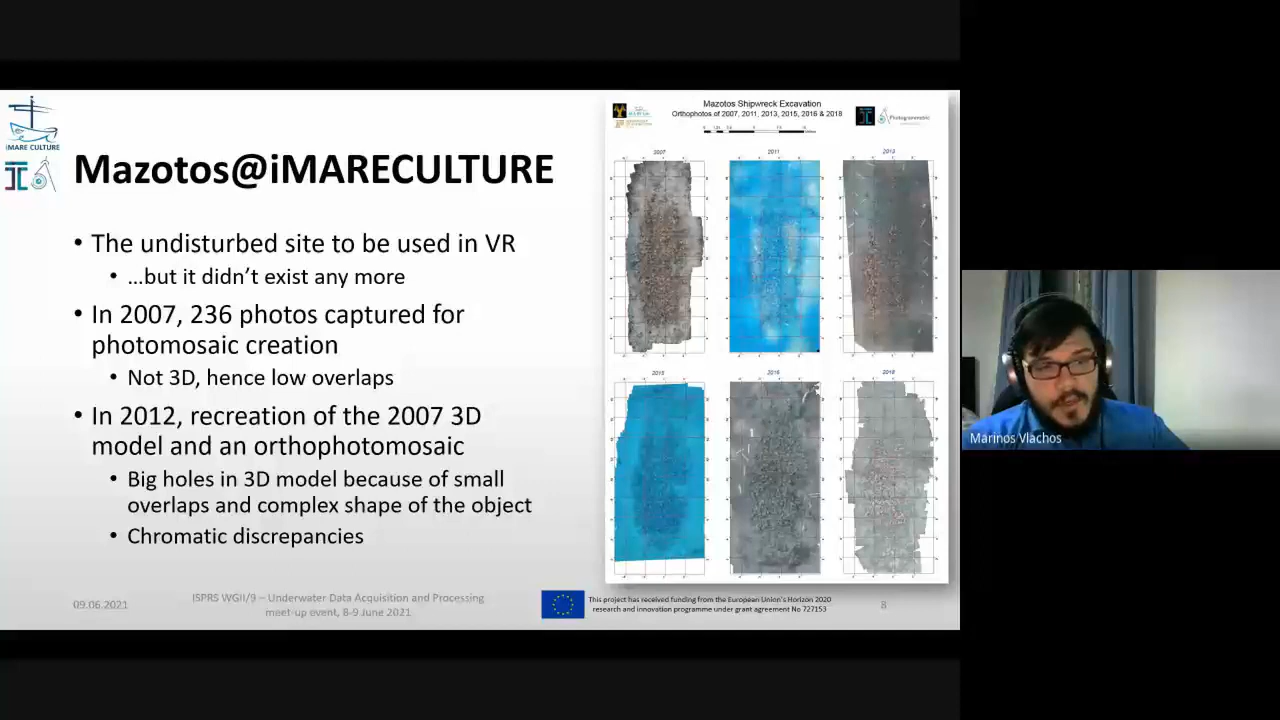 iMARE CULTURE
Mazotos@iMARECULTURE
• The undisturbed site to be used in VR
• …but it didn't exist any more
• In 2007, 236 photos captured for
photomosaic creation
• Not 3D, hence low overlaps
• In 2012, recreation of the 2007 3D
model and an orthophotomosaic
• Big holes in 3D model because of small
overlaps and complex shape of the object
• Chromatic discrepancies
Mazotos Shipwreck Excavation
Orthophotos of 2007, 2011, 2013, 2015, 2016 & 2018
Photogrammetric
2007
2011
2013
2015
2016
2018
09.06.2021
ISPRS WGII/9 – Underwater Data Acquisition and Processing
meet-up event, 8-9 June 2021
This project has received funding from the European Union's Horizon 2020
research and innovation programme under grant agreement No 727153
8
Marinos Vlachos